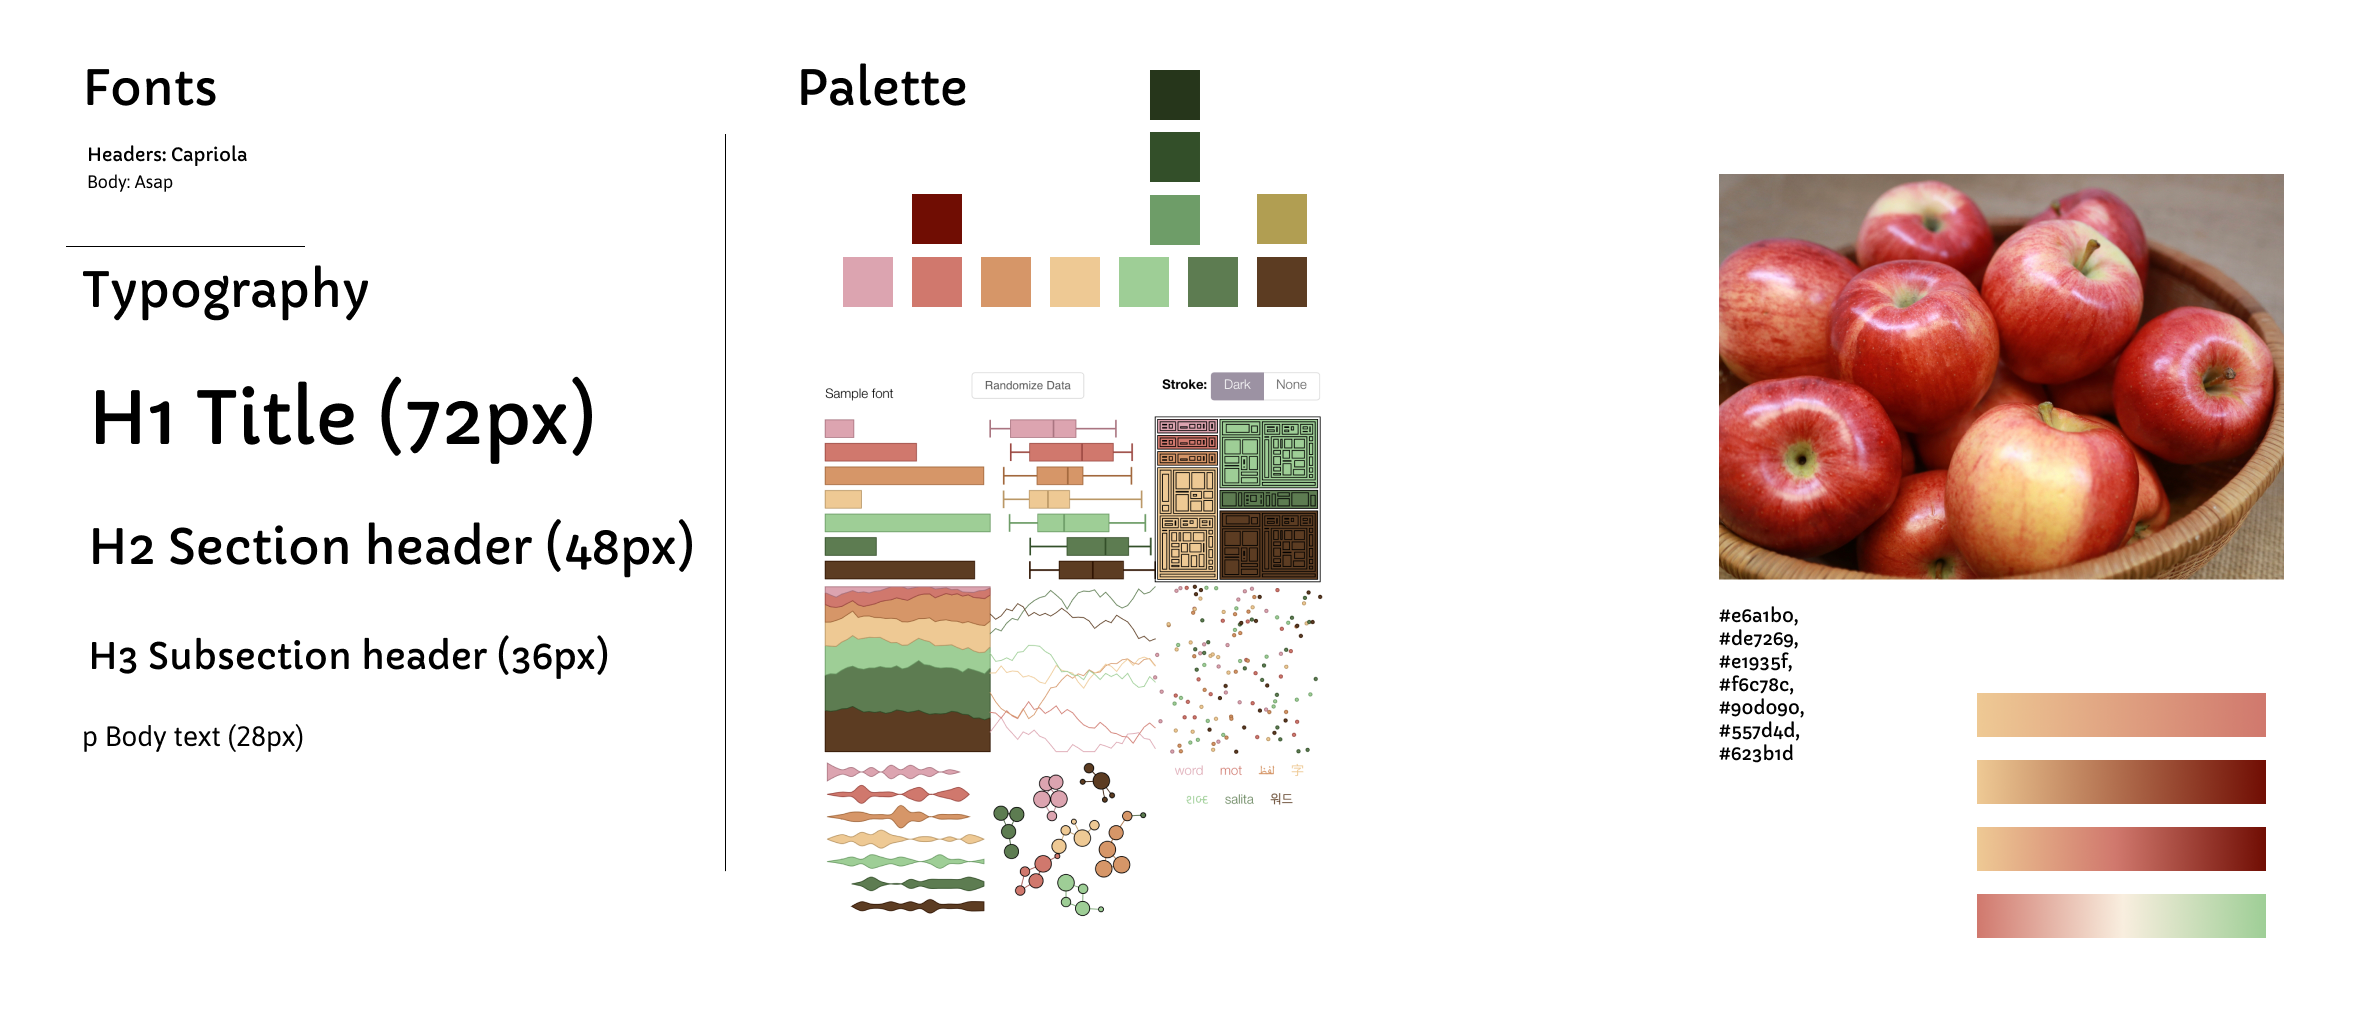 Fonts
Headers: Capriola
Body: Asap
Typography
H1 Title (72px)
H2 Section header (48px)
H3 Subsection header (36px)
p Body text (28px)
Palette
Sample font
Randomize Data
Stroke: Dark None
word mot لفظ 字
salita 워드
#e6a1b0,
#de7269,
#e1935f,
#f6c78c,
#90d090,
#557d4d,
#623b1d